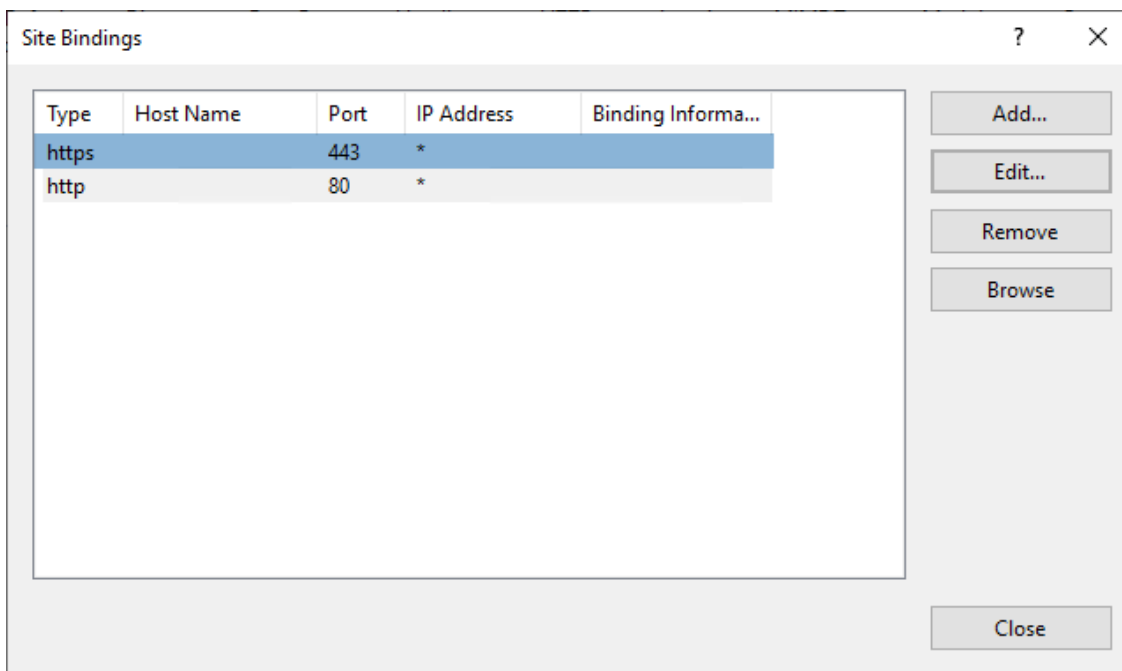 Site Bindings ? X
Type Host Name Port IP Address Binding Informa...
https 443 *
http 80 *
Add...
Edit...
Remove
Browse
Close